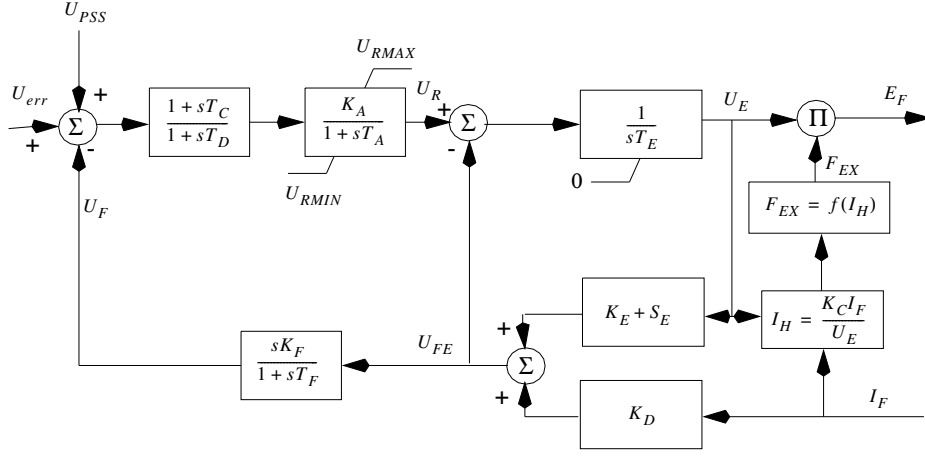 U_PSS
U_RMAX
U_err
+
+
Σ
-
1 + sT_C
1 + sT_D
K_A
1 + sT_A
U_R
+
Σ
-
1
sT_E
U_E
Π
E_F
U_RMIN
0
F_EX
U_F
F_EX = f(I_H)
K_E + S_E
I_H = K_C I_F
U_E
sK_F
1 + sT_F
U_FE
+
Σ
+
K_D
I_F